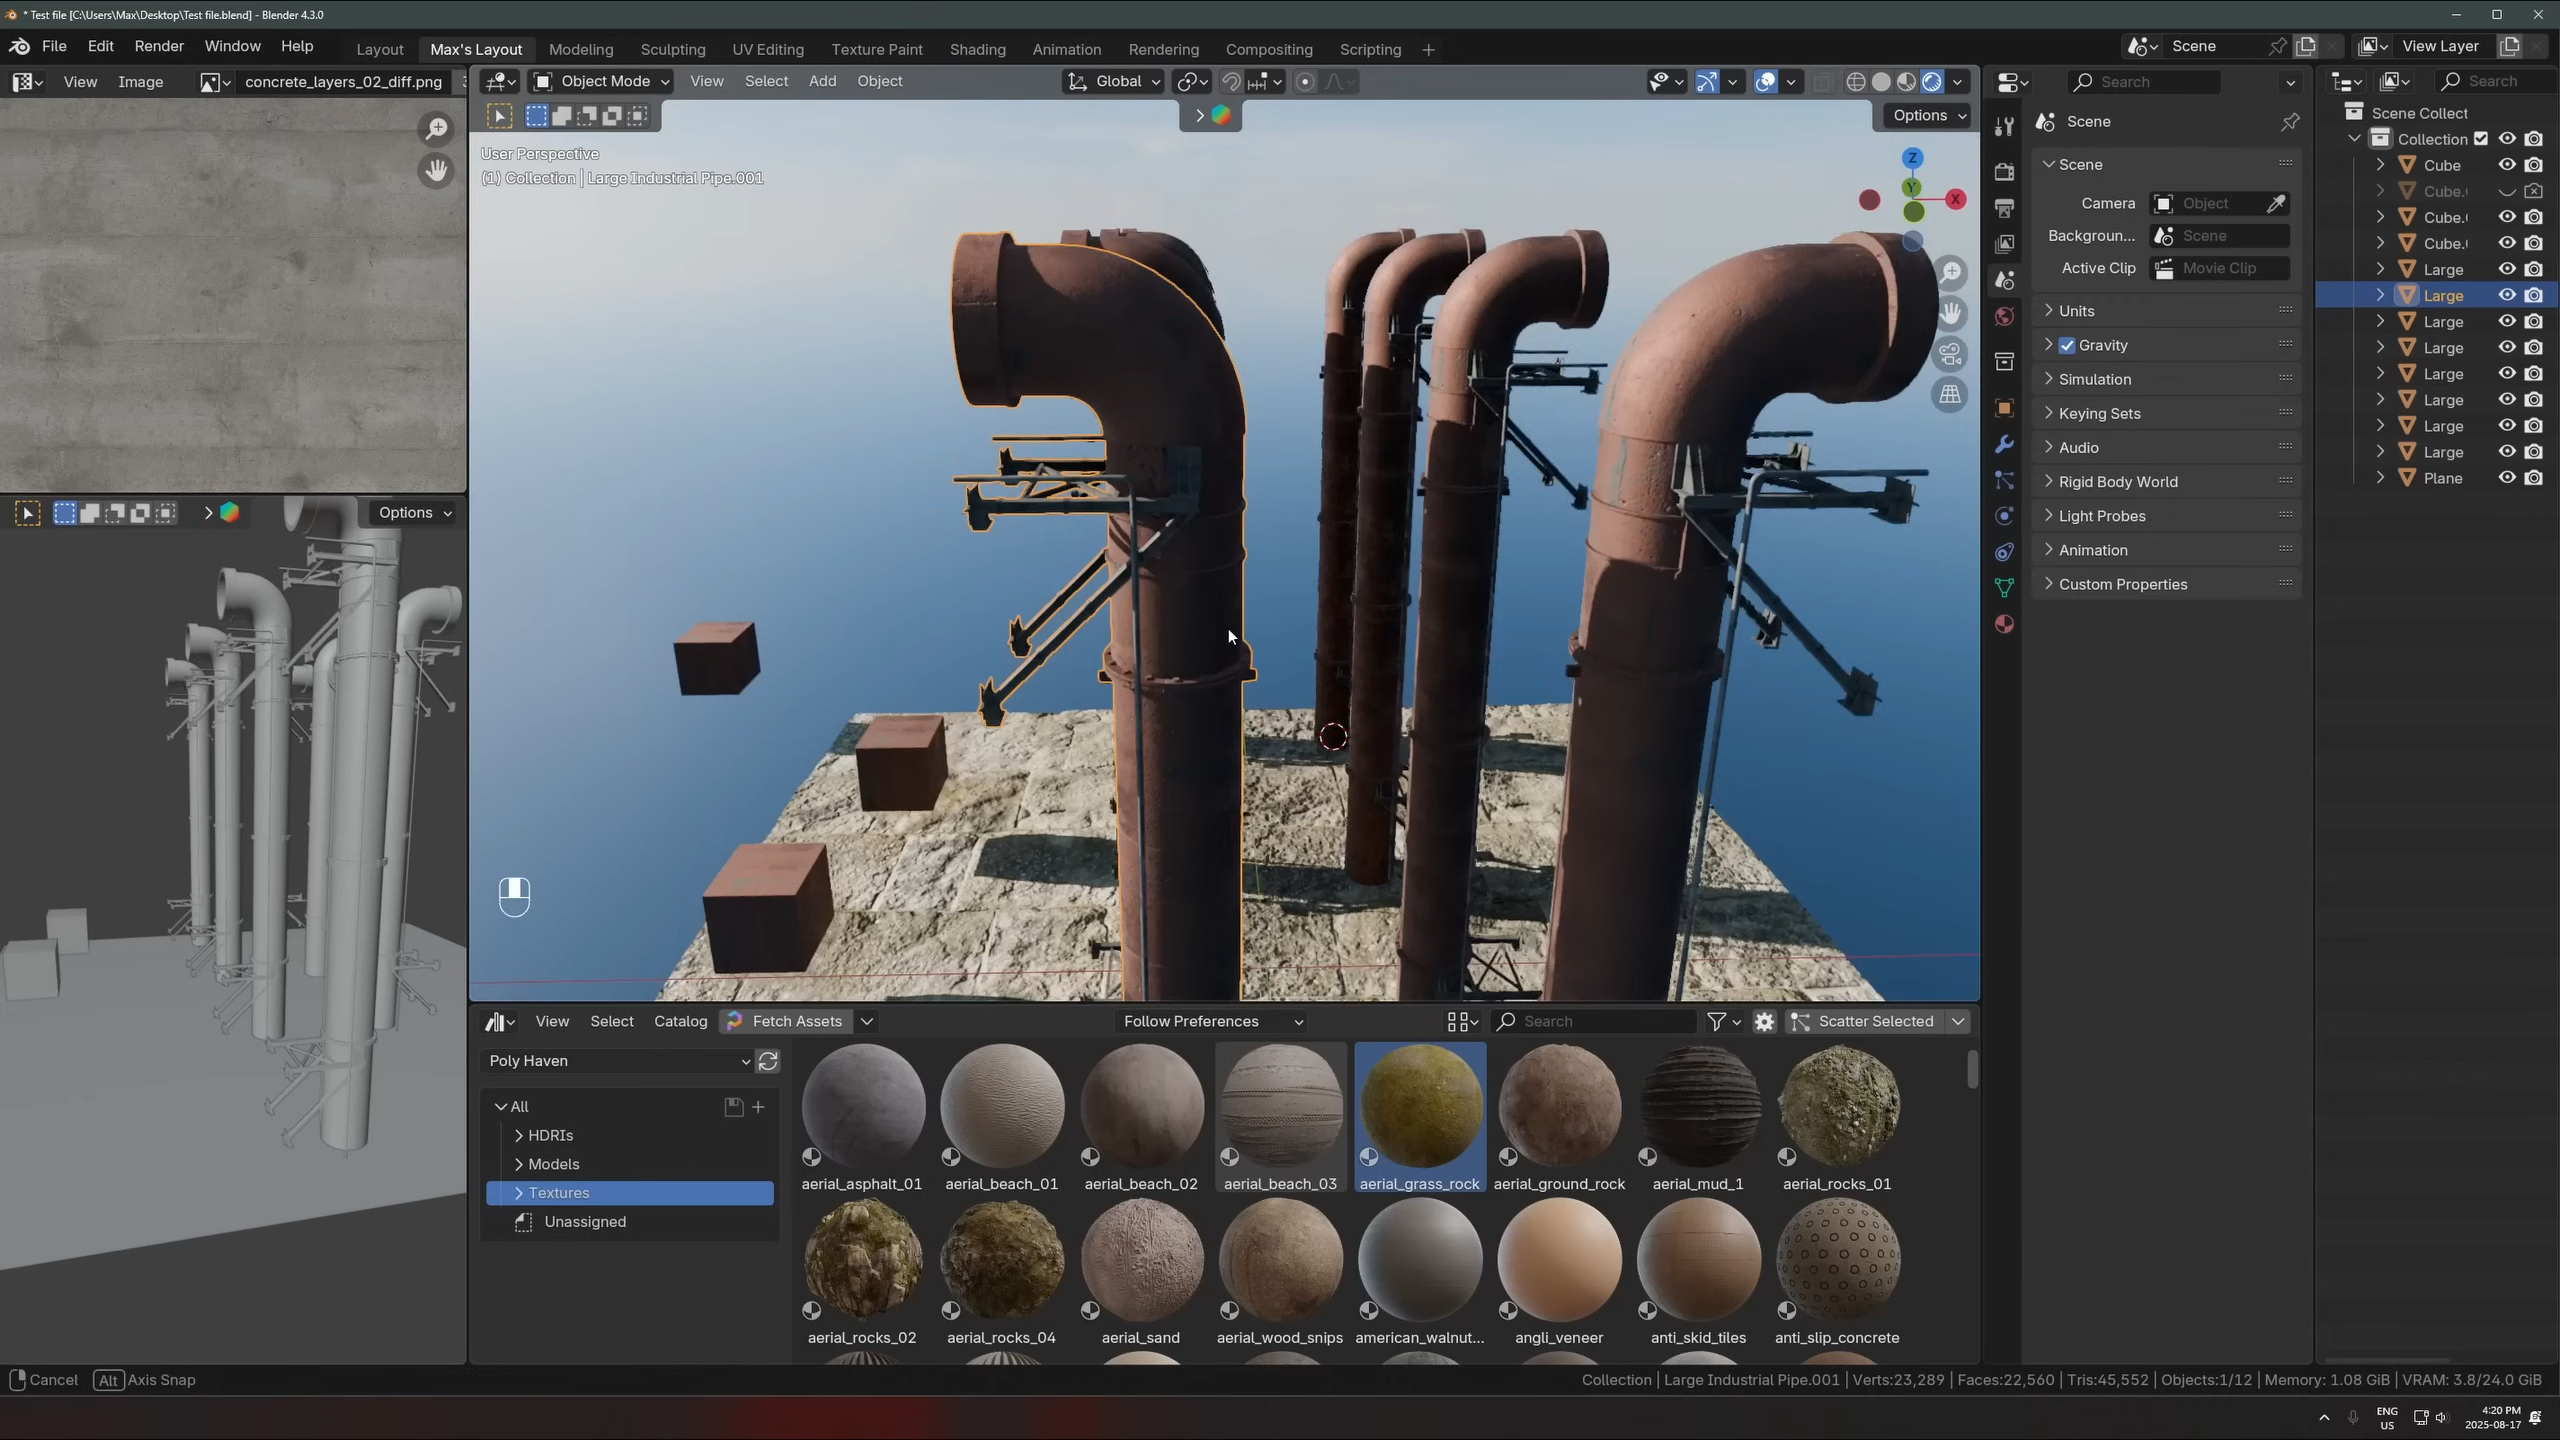 * Test file [C:\Users\Max\Desktop\Test file.blend] - Blender 4.3.0
File Edit Render Window Help Layout Max's Layout Modeling Sculpting UV Editing Texture Paint Shading Animation Rendering Compositing Scripting + Scene View Layer
View Image concrete_layers_02_diff.png
Object Mode View Select Add Object Global
Search
Search
Options
User Perspective
(1) Collection | Large Industrial Pipe.001
Z
Y
X
Options
Scene
Scene
Camera Object
Backgroun... Scene
Active Clip Movie Clip
Units
Gravity
Simulation
Keying Sets
Audio
Rigid Body World
Light Probes
Animation
Custom Properties
Scene Collect
Collection
Cube
Cube.
Cube.
Cube.
Large
Large
Large
Large
Large
Large
Large
Large
Plane
View Select Catalog Fetch Assets Follow Preferences Search Scatter Selected
Poly Haven
All
HDRIs
Models
Textures
Unassigned
aerial_asphalt_01 aerial_beach_01 aerial_beach_02 aerial_beach_03 aerial_grass_rock aerial_ground_rock aerial_mud_1 aerial_rocks_01
aerial_rocks_02 aerial_rocks_04 aerial_sand aerial_wood_snips american_walnut... angli_veneer anti_skid_tiles anti_slip_concrete
Cancel Alt Axis Snap
Collection | Large Industrial Pipe.001 | Verts:23,289 | Faces:22,560 | Tris:45,552 | Objects:1/12 | Memory: 1.08 GiB | VRAM: 3.8/24.0 GiB
ENG
US
4:20 PM
2025-08-17